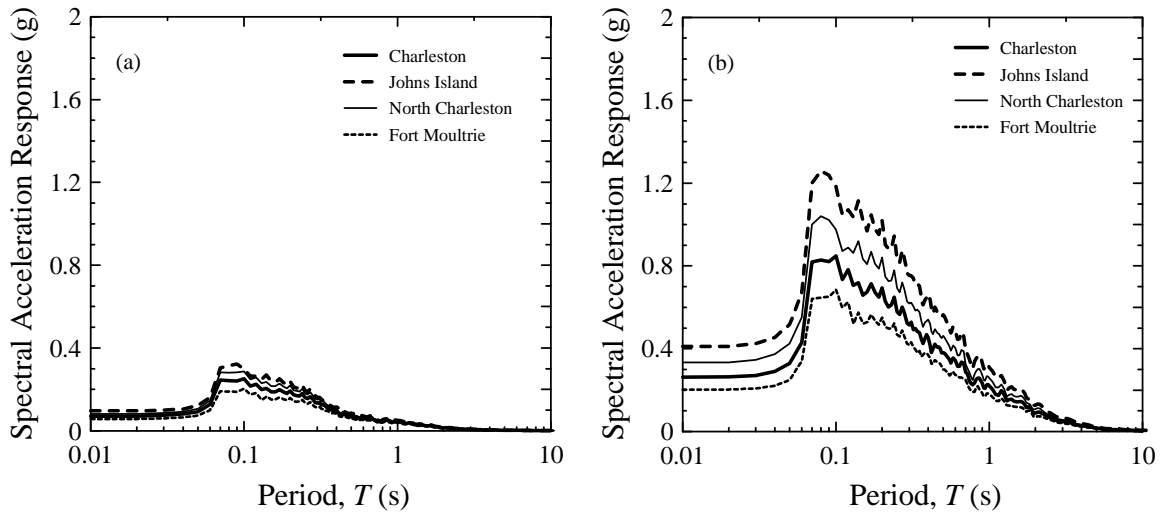 Spectral Acceleration Response (g)
2
1.6
1.2
0.8
0.4
0
(a)
Charleston
Johns Island
North Charleston
Fort Moultrie
0.01
0.1
1
10
Period, T (s)
Spectral Acceleration Response (g)
2
1.6
1.2
0.8
0.4
0
(b)
Charleston
Johns Island
North Charleston
Fort Moultrie
0.01
0.1
1
10
Period, T (s)